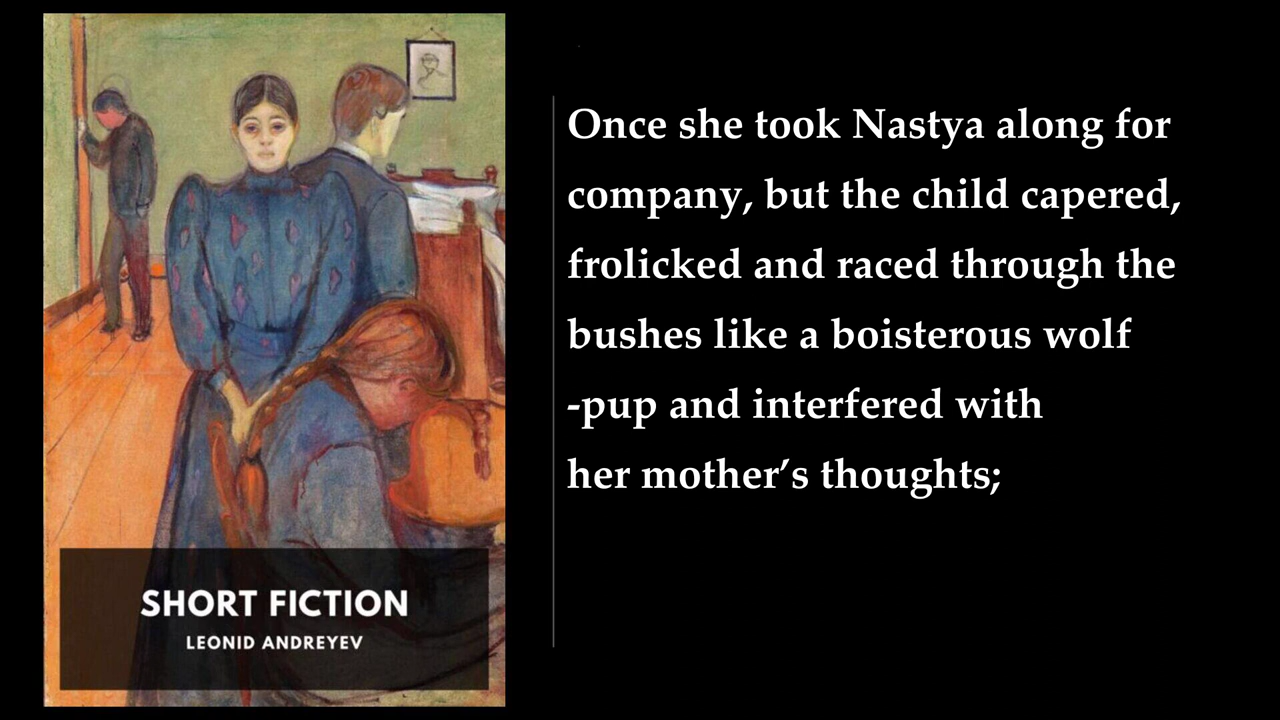 SHORT FICTION
LEONID ANDREYEV
Once she took Nastya along for
company, but the child capered,
frolicked and raced through the
bushes like a boisterous wolf
-pup and interfered with
her mother’s thoughts;